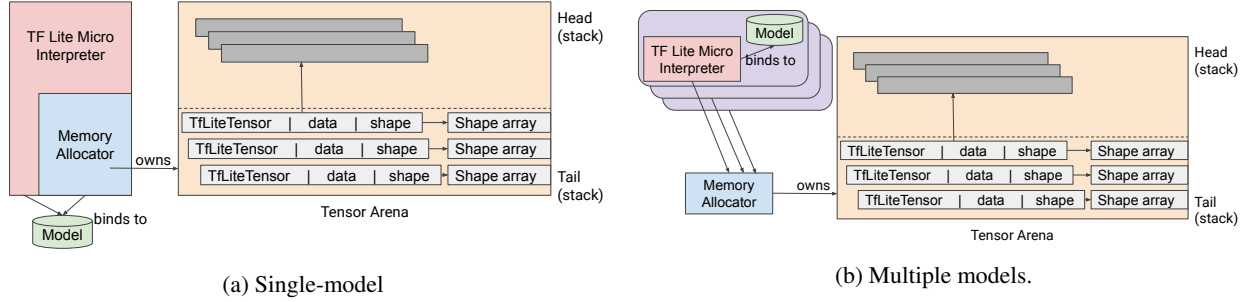 TF Lite Micro
Interpreter
Memory
Allocator
owns
binds to
Model
Head
(stack)
TfLiteTensor | data | shape
Shape array
TfLiteTensor | data | shape
Shape array
TfLiteTensor | data | shape
Shape array
Tail
(stack)
Tensor Arena
(a) Single-model
Model
TF Lite Micro
Interpreter
binds to
Memory
Allocator
owns
Head
(stack)
TfLiteTensor | data | shape
Shape array
TfLiteTensor | data | shape
Shape array
TfLiteTensor | data | shape
Shape array
Tail
(stack)
Tensor Arena
(b) Multiple models.